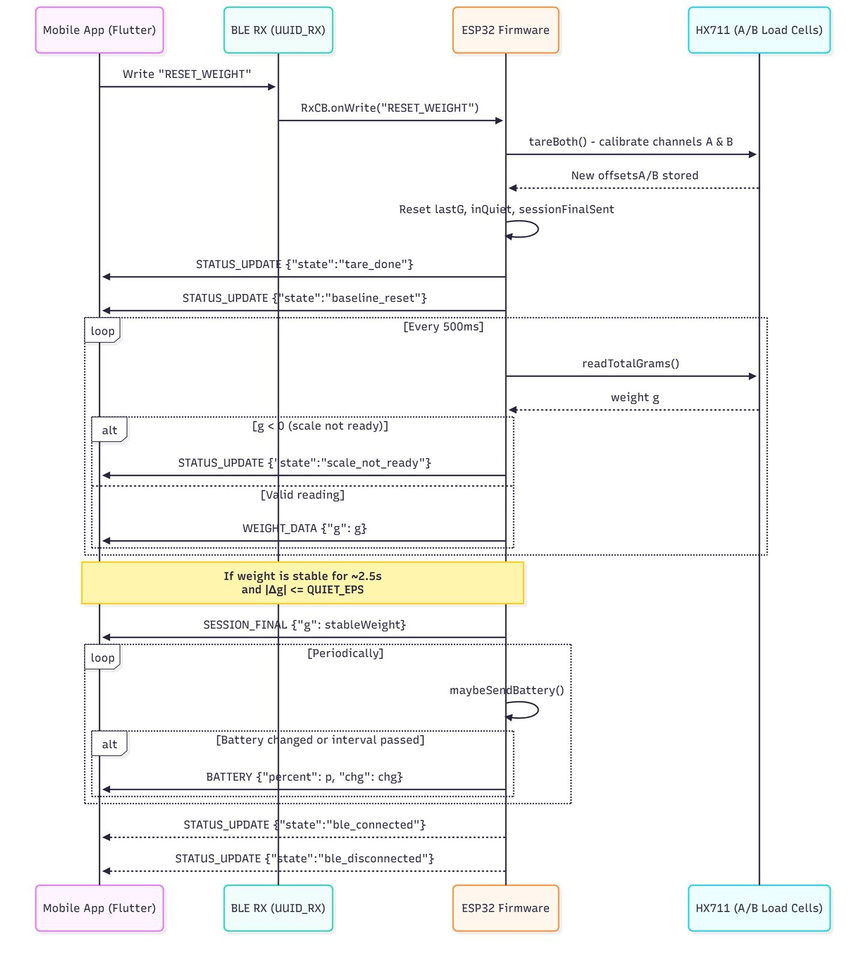 Mobile App (Flutter)
BLE RX (UUID_RX)
ESP32 Firmware
HX711 (A/B Load Cells)
Write "RESET_WEIGHT"
RxCB.onWrite("RESET_WEIGHT")
tareBoth() - calibrate channels A & B
New offsetsA/B stored
Reset lastG, inQuiet, sessionFinalSent
STATUS_UPDATE {"state":"tare_done"}
STATUS_UPDATE {"state":"baseline_reset"}
loop
[Every 500ms]
readTotalGrams()
weight g
alt
[g < 0 (scale not ready)]
STATUS_UPDATE {"state":"scale_not_ready"}
[Valid reading]
WEIGHT_DATA {"g": g}
If weight is stable for ~2.5s
and |Δg| <= QUIET_EPS
SESSION_FINAL {"g": stableWeight}
loop
[Periodically]
maybeSendBattery()
alt
[Battery changed or interval passed]
BATTERY {"percent": p, "chg": chg}
STATUS_UPDATE {"state":"ble_connected"}
STATUS_UPDATE {"state":"ble_disconnected"}
Mobile App (Flutter)
BLE RX (UUID_RX)
ESP32 Firmware
HX711 (A/B Load Cells)